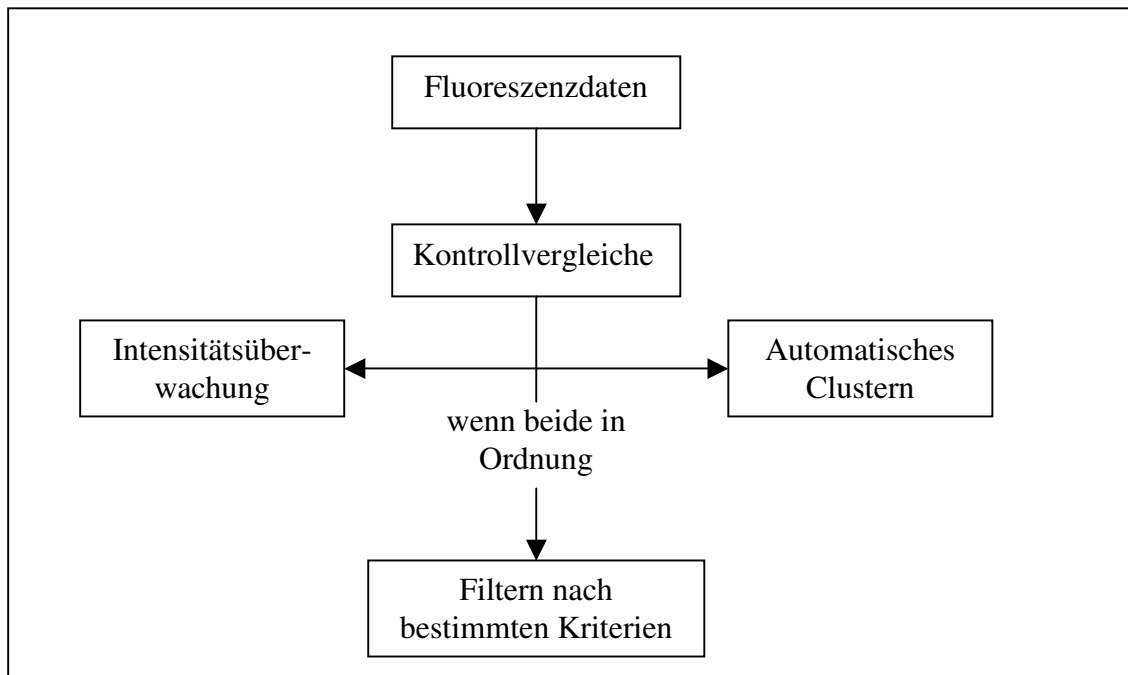 Fluoreszenzdaten
Kontrollvergleiche
Intensitätsüber-
wachung
Automatisches
Clustern
wenn beide in
Ordnung
Filtern nach
bestimmten Kriterien